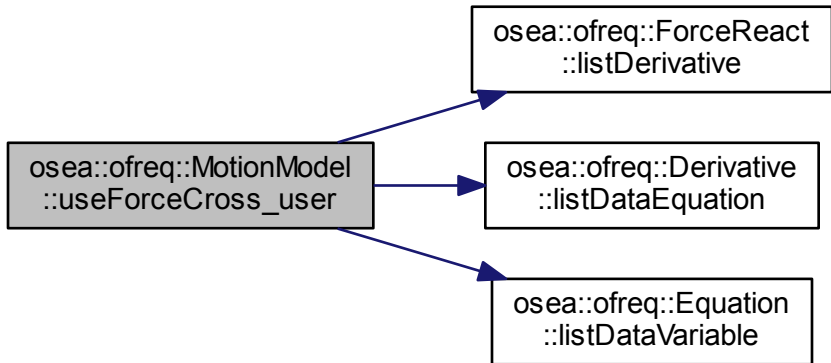 osea::ofreq::ForceReact
::listDerivative
osea::ofreq::MotionModel
::useForceCross_user
osea::ofreq::Derivative
::listDataEquation
osea::ofreq::Equation
::listDataVariable